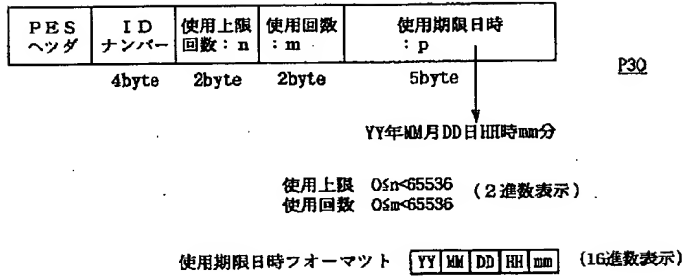 PES ヘッダ
ID ナンバー
使用上限 回数：n
使用回数 ：m
使用期限日時 ：p
P30
4byte
2byte
2byte
5byte
YY年MM月DD日HH時mm分
使用上限 0≦n<65536
使用回数 0≦m<65536
(２進数表示)
使用期限日時フオーマツト YY MM DD HH mm (16進数表示)